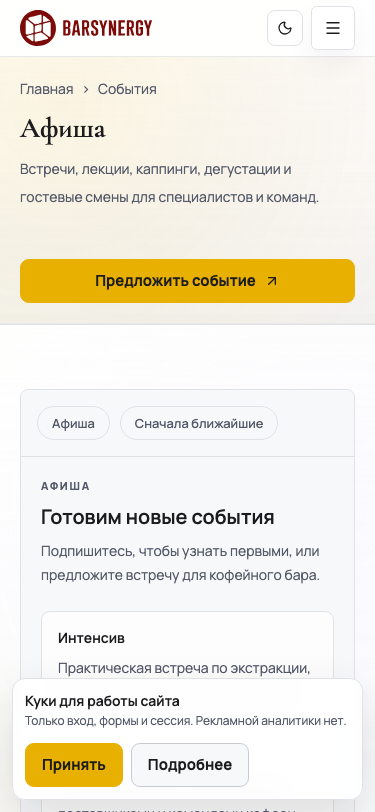 BARSYNERGY
Главная › События
Афиша
Встречи, лекции, каппинги, дегустации и
гостевые смены для специалистов и команд.
Предложить событие
Афиша
Сначала ближайшие
АФИША
Готовим новые события
Подпишитесь, чтобы узнать первыми, или
предложите встречу для кофейного бара.
Интенсив
Практическая встреча по экстракции,
Куки для работы сайта
Только вход, формы и сессия. Рекламной аналитики нет.
Принять
Подробнее